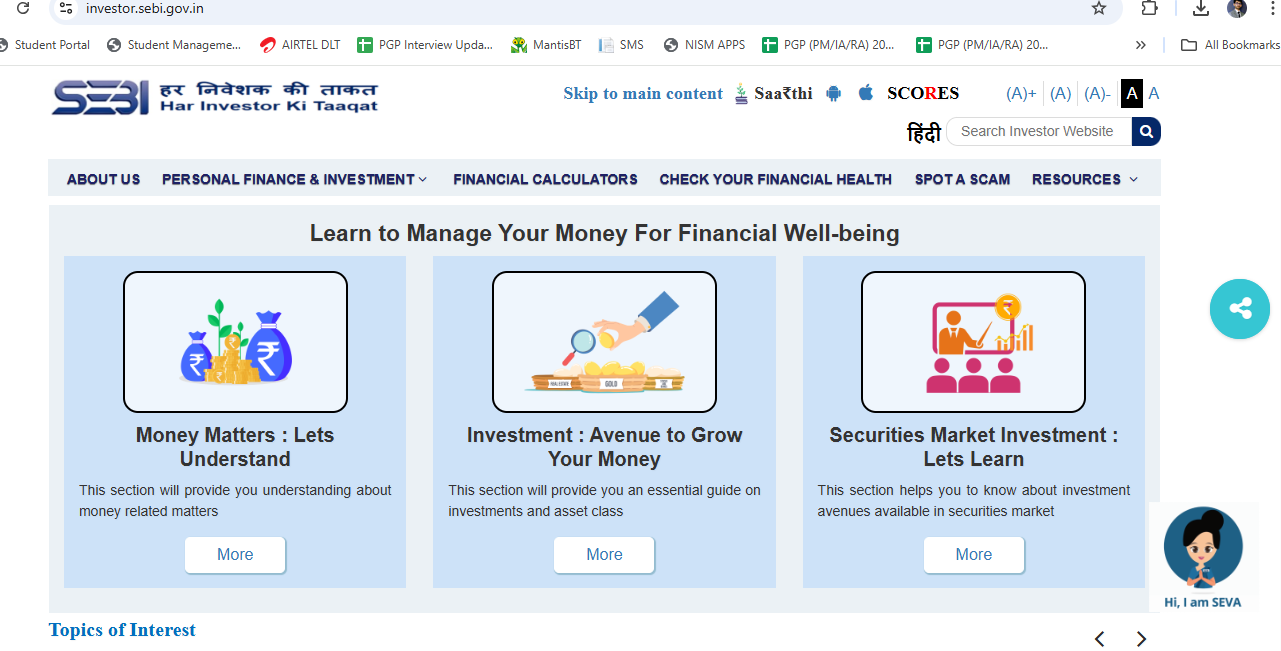 investor.sebi.gov.in
Student Portal
Student Manageme...
AIRTEL DLT
PGP Interview Upda...
MantisBT
SMS
NISM APPS
PGP (PM/IA/RA) 20...
PGP (PM/IA/RA) 20...
All Bookmarks
SEBI
हर निवेशक की ताकत
Har Investor Ki Taaqat
Skip to main content
Saa₹thi
SCORES
(A)+
(A)
(A)-
A
A
हिंदी
Search Investor Website
ABOUT US
PERSONAL FINANCE & INVESTMENT
FINANCIAL CALCULATORS
CHECK YOUR FINANCIAL HEALTH
SPOT A SCAM
RESOURCES
Learn to Manage Your Money For Financial Well-being
₹
₹
₹
REAL ESTATE
GOLD
₹
Money Matters : Lets
Understand
This section will provide you understanding about
money related matters
More
Investment : Avenue to Grow
Your Money
This section will provide you an essential guide on
investments and asset class
More
Securities Market Investment :
Lets Learn
This section helps you to know about investment
avenues available in securities market
More
Hi, I am SEVA
Topics of Interest